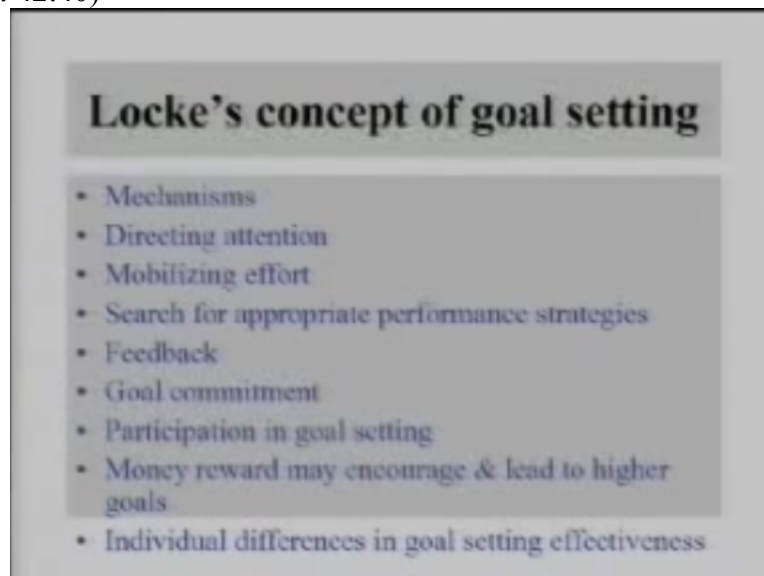 Locke's concept of goal setting
• Mechanisms
• Directing attention
• Mobilizing effort
• Search for appropriate performance strategies
• Feedback
• Goal commitment
• Participation in goal setting
• Money reward may encourage & lead to higher
goals
• Individual differences in goal setting effectiveness